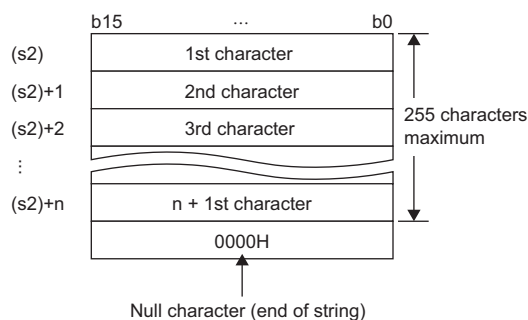 b15 ... b0
(s2) 1st character
(s2)+1 2nd character
(s2)+2 3rd character
255 characters
maximum
⋮
(s2)+n n + 1st character
0000H
Null character (end of string)